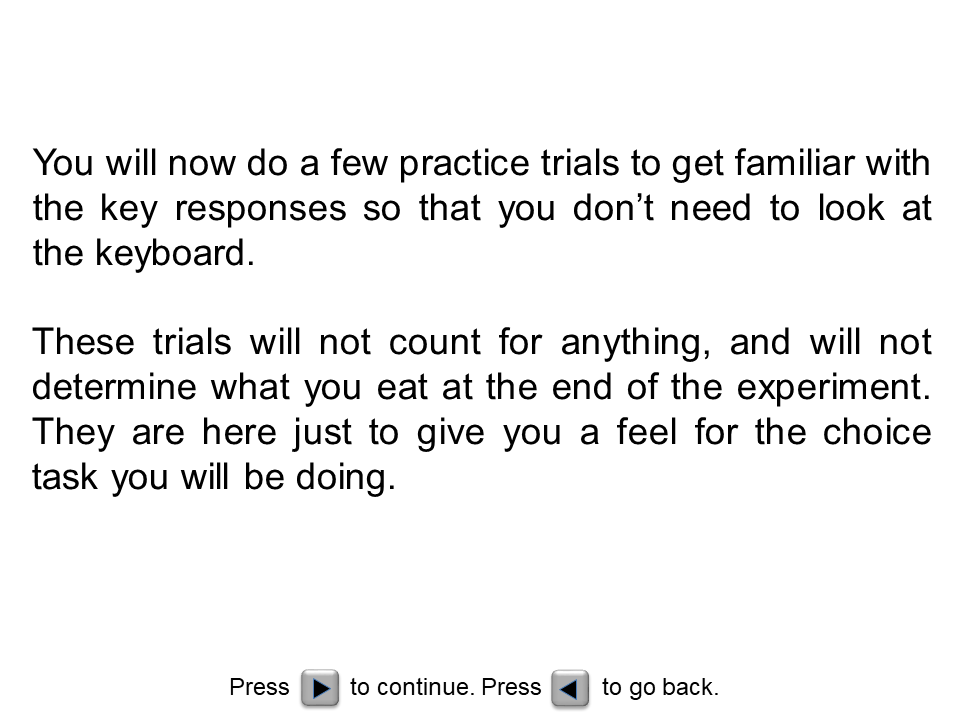 You will now do a few practice trials to get familiar with
the key responses so that you don’t need to look at
the keyboard.
These trials will not count for anything, and will not
determine what you eat at the end of the experiment.
They are here just to give you a feel for the choice
task you will be doing.
Press to continue. Press to go back.